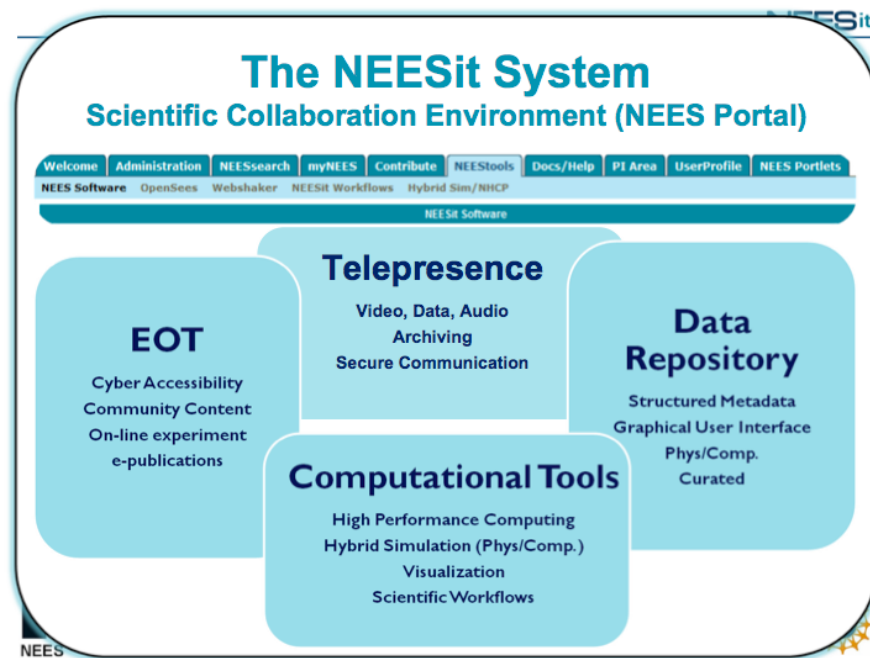 NEESit
The NEESit System
Scientific Collaboration Environment (NEES Portal)
Welcome Administration NEESsearch myNEES Contribute NEEStools Docs/Help PI Area UserProfile NEES Portlets
NEES Software OpenSees Webshaker NEESit Workflows Hybrid Sim/NHCP
NEESit Software
Telepresence
Video, Data, Audio
Archiving
Secure Communication
EOT
Cyber Accessibility
Community Content
On-line experiment
e-publications
Data
Repository
Structured Metadata
Graphical User Interface
Phys/Comp.
Curated
Computational Tools
High Performance Computing
Hybrid Simulation (Phys/Comp.)
Visualization
Scientific Workflows
NEES